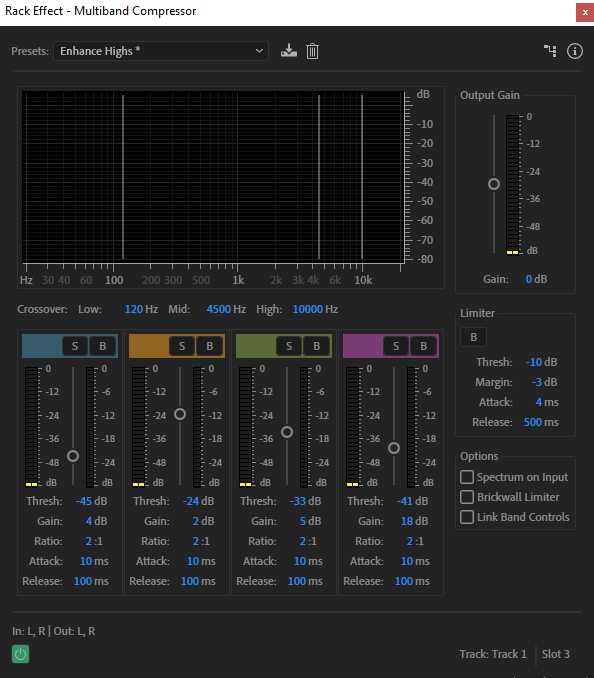 Rack Effect - Multiband Compressor
x
Presets: Enhance Highs *
dB
-10
-20
-30
-40
-50
-60
-70
-80
Hz 30 40 60 100 200 300 500 1k 2k 3k 4k 6k 10k
Output Gain
0
-12
-24
-36
-48
dB
Gain: 0 dB
Crossover: Low: 120 Hz Mid: 4500 Hz High: 10000 Hz
S B S B S B S B
0 0 0 0 0 0 0 0
-12 -6 -12 -6 -12 -6 -12 -6
-24 -12 -24 -12 -24 -12 -24 -12
-36 -18 -36 -18 -36 -18 -36 -18
-48 -24 -48 -24 -48 -24 -48 -24
dB dB dB dB dB dB dB dB
Thresh: -45 dB Thresh: -24 dB Thresh: -33 dB Thresh: -41 dB
Gain: 4 dB Gain: 2 dB Gain: 5 dB Gain: 18 dB
Ratio: 2 :1 Ratio: 2 :1 Ratio: 2 :1 Ratio: 2 :1
Attack: 10 ms Attack: 10 ms Attack: 10 ms Attack: 10 ms
Release: 100 ms Release: 100 ms Release: 100 ms Release: 100 ms
Limiter
B
Thresh: -10 dB
Margin: -3 dB
Attack: 4 ms
Release: 500 ms
Options
Spectrum on Input
Brickwall Limiter
Link Band Controls
In: L, R | Out: L, R
Track: Track 1 Slot 3